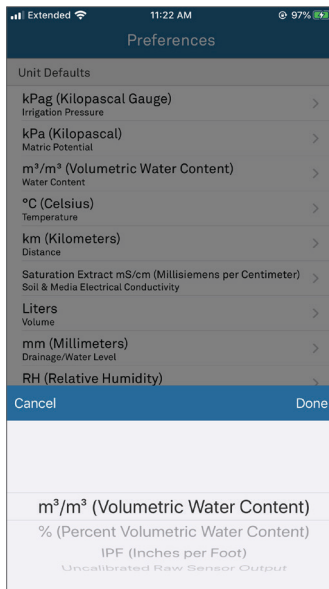 Extended
11:22 AM
97%
Preferences
Unit Defaults
kPag (Kilopascal Gauge)
Irrigation Pressure
kPa (Kilopascal)
Matric Potential
m³/m³ (Volumetric Water Content)
Water Content
°C (Celsius)
Temperature
km (Kilometers)
Distance
Saturation Extract mS/cm (Millisiemens per Centimeter)
Soil & Media Electrical Conductivity
Liters
Volume
mm (Millimeters)
Drainage/Water Level
RH (Relative Humidity)
Cancel
Done
m³/m³ (Volumetric Water Content)
% (Percent Volumetric Water Content)
IPF (Inches per Foot)
Uncalibrated Raw Sensor Output